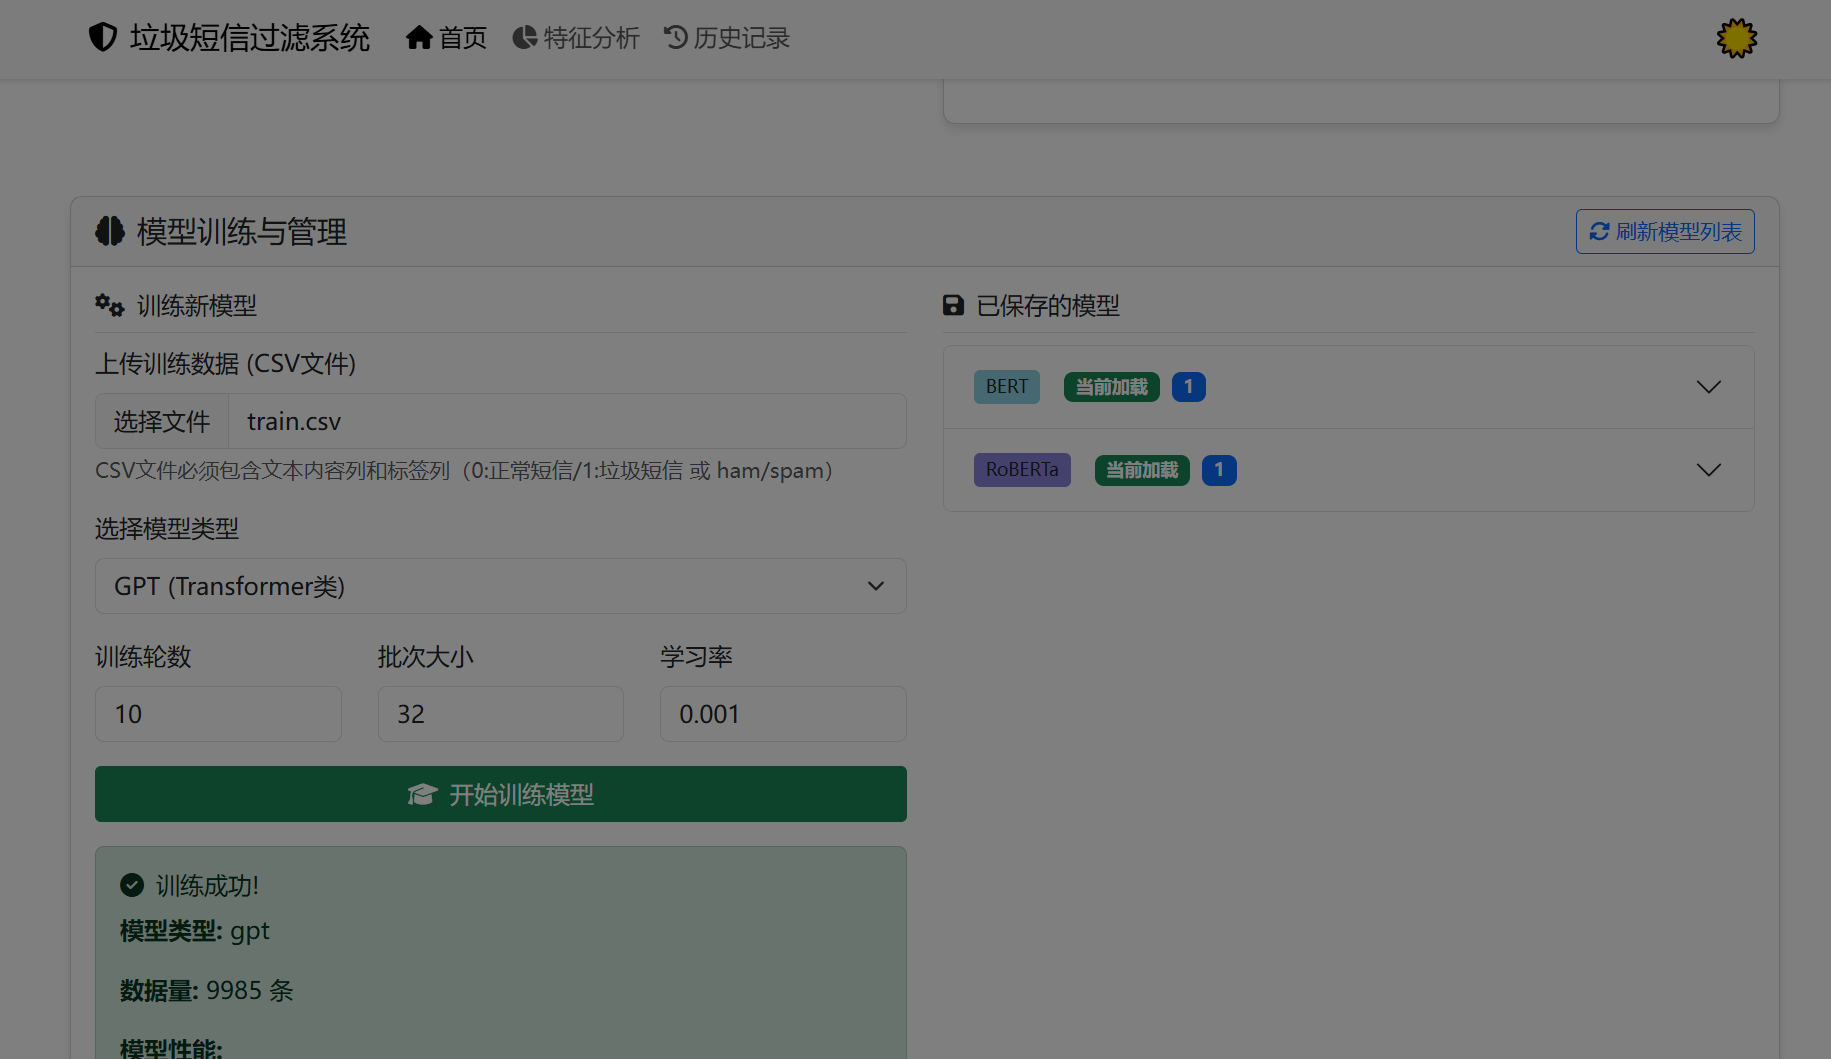 垃圾短信过滤系统 首页 特征分析 历史记录
模型训练与管理
刷新模型列表
训练新模型
上传训练数据 (CSV文件)
选择文件 train.csv
CSV文件必须包含文本内容列和标签列（0:正常短信/1:垃圾短信 或 ham/spam）
选择模型类型
GPT (Transformer类)
训练轮数 批次大小 学习率
10 32 0.001
开始训练模型
训练成功!
模型类型: gpt
数据量: 9985 条
模型性能:
已保存的模型
BERT 当前加载 1
RoBERTa 当前加载 1